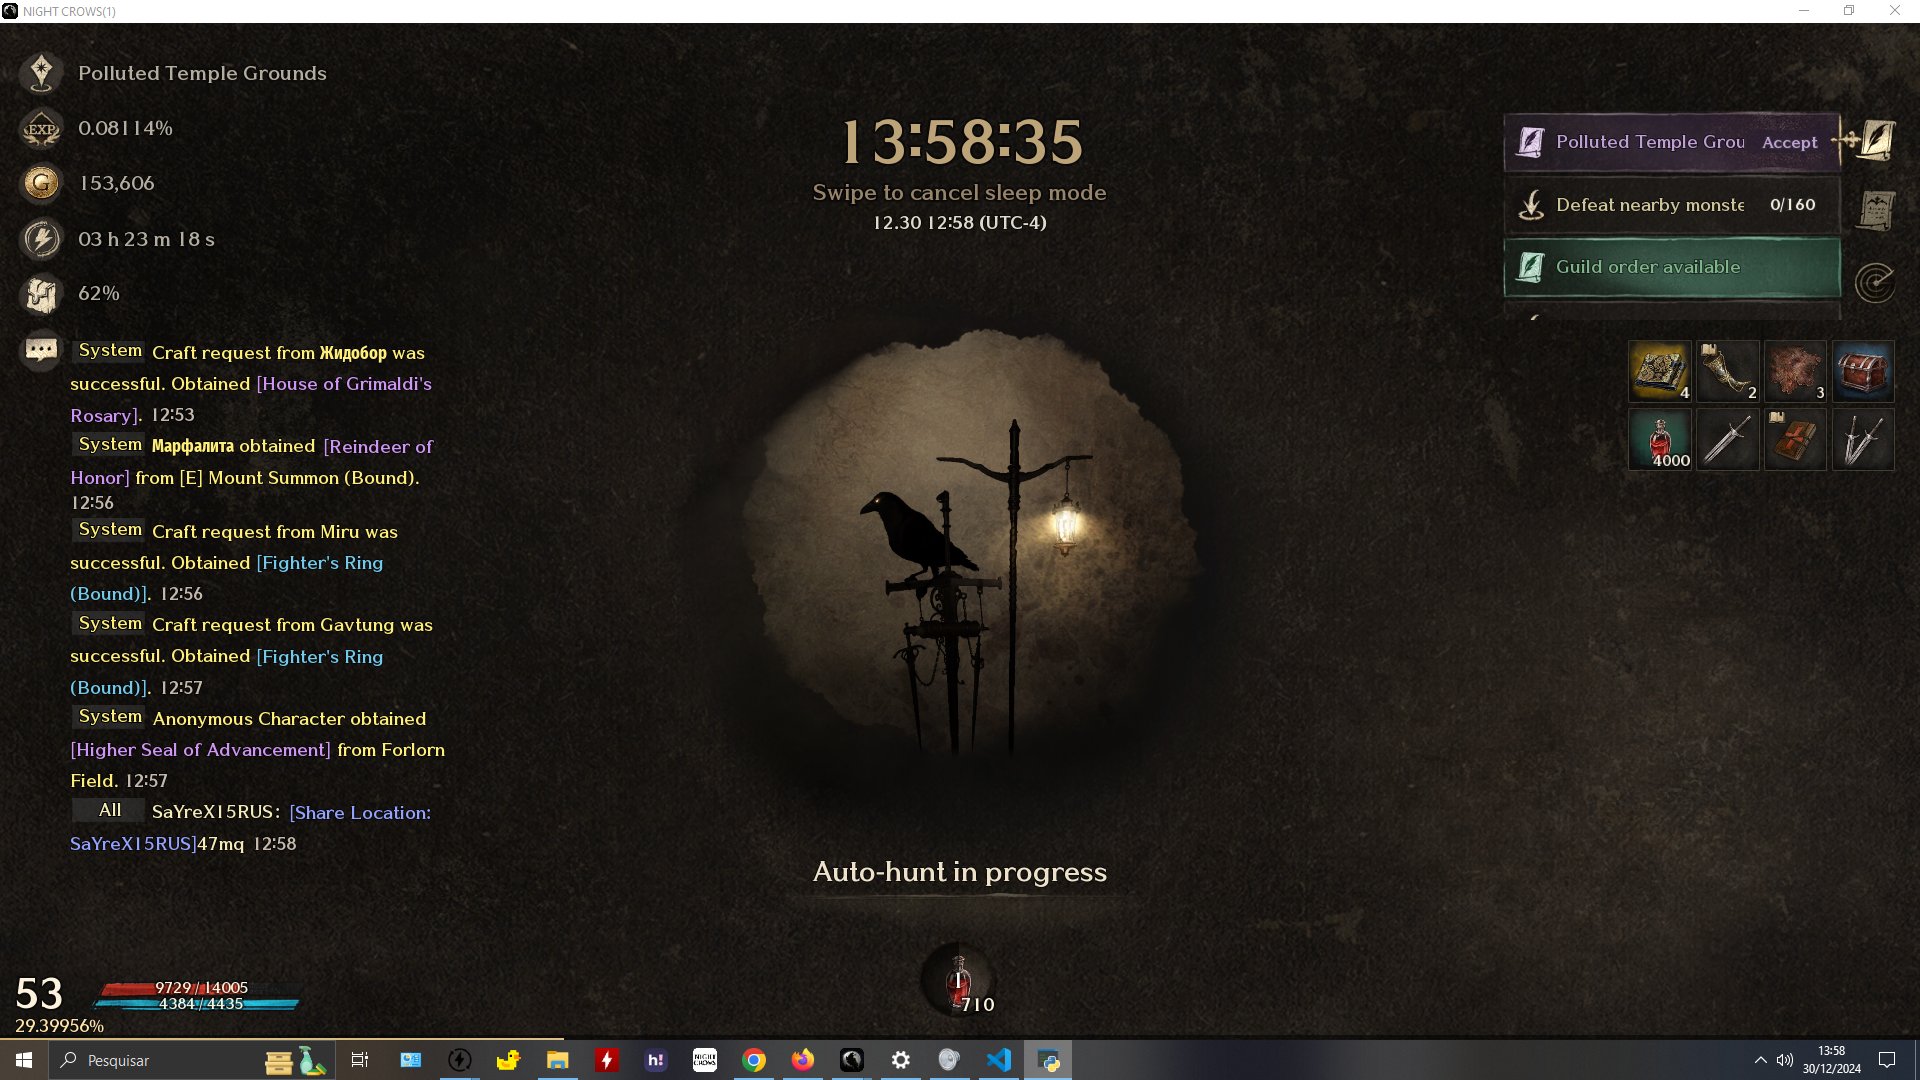 NIGHT CROWS(1)
Polluted Temple Grounds
EXP 0.08114%
G 153,606
03 h 23 m 18 s
62%
System Craft request from Жидобор was
successful. Obtained [House of Grimaldi's
Rosary]. 12:53
System Марфалита obtained [Reindeer of
Honor] from [E] Mount Summon (Bound).
12:56
System Craft request from Miru was
successful. Obtained [Fighter's Ring
(Bound)]. 12:56
System Craft request from Gavtung was
successful. Obtained [Fighter's Ring
(Bound)]. 12:57
System Anonymous Character obtained
[Higher Seal of Advancement] from Forlorn
Field. 12:57
All SaYreX15RUS: [Share Location:
SaYreX15RUS]47mq 12:58
13:58:35
Swipe to cancel sleep mode
12.30 12:58 (UTC-4)
Auto-hunt in progress
1
710
Polluted Temple Grou Accept
Defeat nearby monste 0/160
Guild order available
4 2 3
4000
53
9729 / 14005
4384 / 4435
29.39956%
Pesquisar
h!
NIGHT
CROWS
13:58
30/12/2024